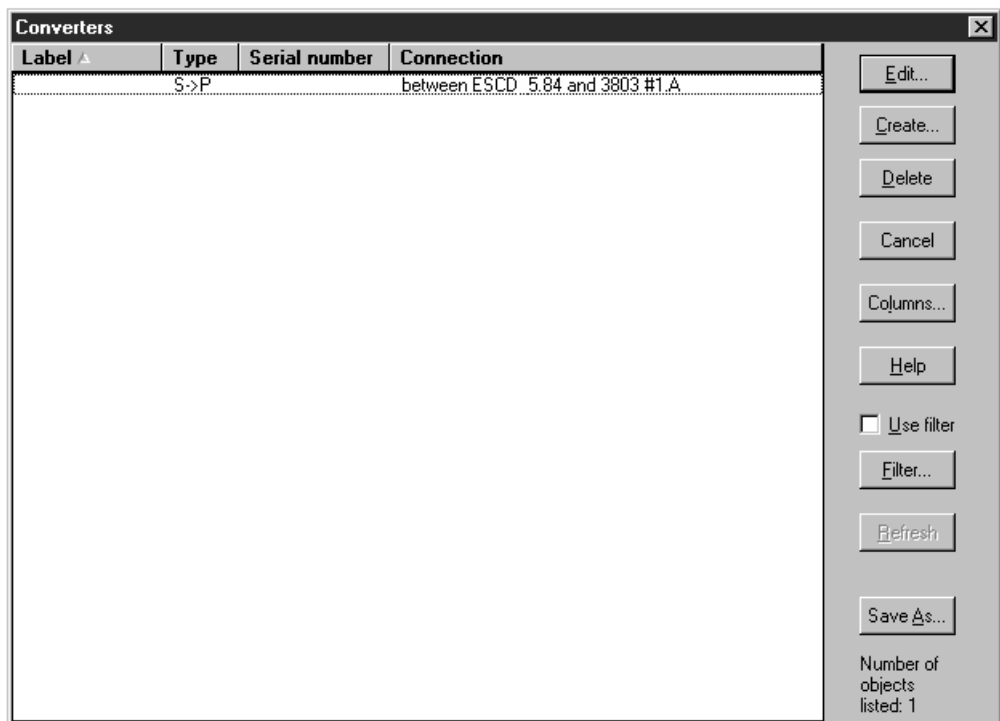 Converters
Label Type Serial number Connection
S->P between ESCD 5.84 and 3803 #1.A
Edit...
Create...
Delete
Cancel
Columns...
Help
Use filter
Filter...
Refresh
Save As...
Number of
objects
listed: 1